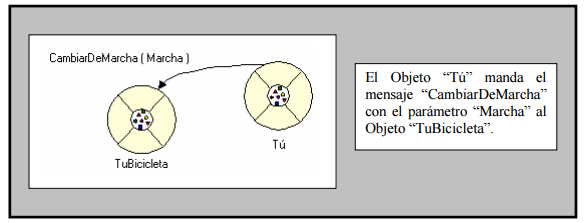 CambiarDeMarcha ( Marcha )
TuBicicleta
Tú
El Objeto “Tú” manda el
mensaje “CambiarDeMarcha”
con el parámetro “Marcha” al
Objeto “TuBicicleta”.